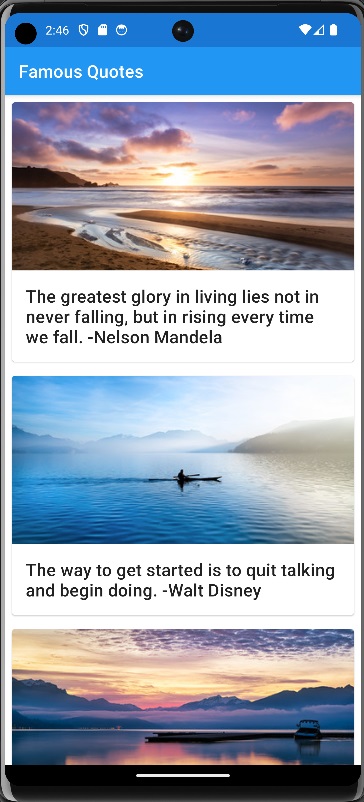 2:46
Famous Quotes
The greatest glory in living lies not in
never falling, but in rising every time
we fall. -Nelson Mandela
The way to get started is to quit talking
and begin doing. -Walt Disney